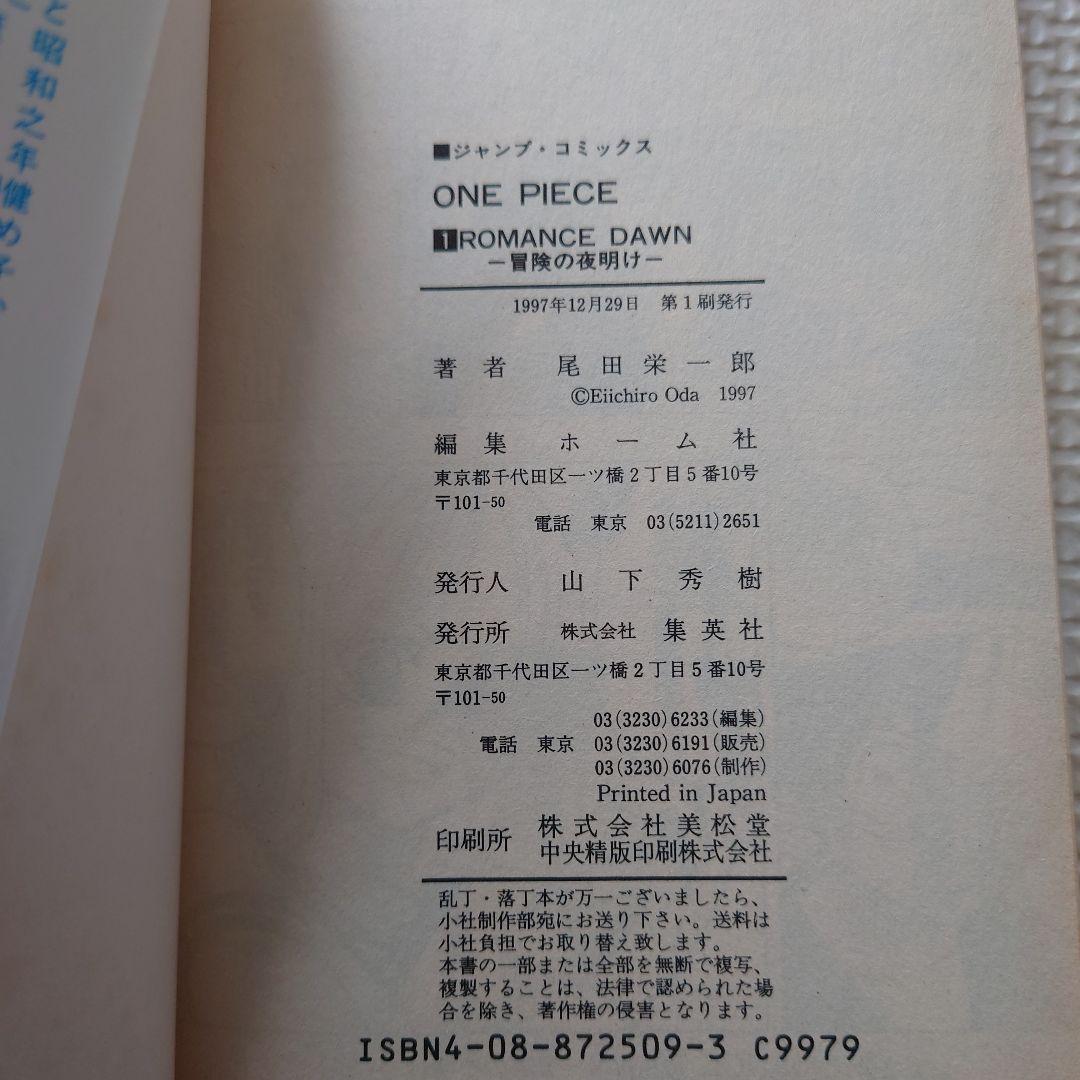 と昭和之年健
め子い
■ジャンプ・コミックス
ONE PIECE
1 ROMANCE DAWN
—冒険の夜明け—
1997年12月29日 第1刷発行
著者 尾田栄一郎
©Eiichiro Oda 1997
編集 ホーム社
東京都千代田区一ツ橋2丁目5番10号
〒101-50
電話 東京 03(5211)2651
発行人 山下秀樹
発行所 株式会社 集英社
東京都千代田区一ツ橋2丁目5番10号
〒101-50
03(3230)6233(編集)
電話 東京 03(3230)6191(販売)
03(3230)6076(制作)
Printed in Japan
印刷所 株式会社美松堂
中央精版印刷株式会社
乱丁・落丁本が万一ございましたら、
小社制作部宛にお送り下さい。送料は
小社負担でお取り替え致します。
本書の一部または全部を無断で複写、
複製することは、法律で認められた場
合を除き、著作権の侵害となります。
ISBN4-08-872509-3 C9979